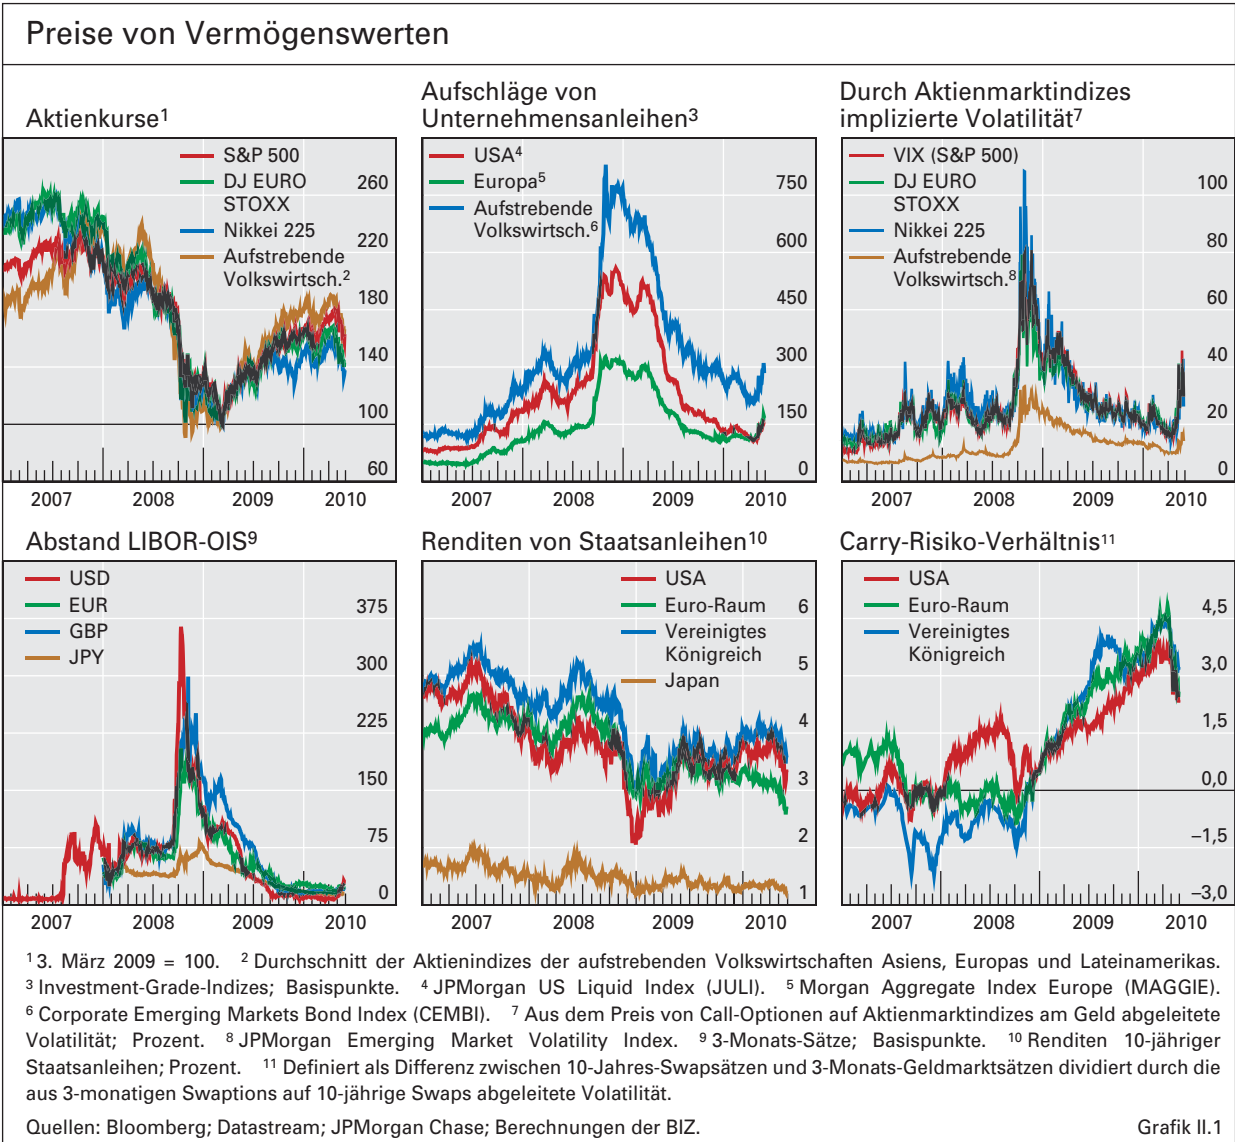 Preise von Vermögenswerten
Aktienkurse¹
S&P 500
DJ EURO
STOXX
Nikkei 225
Aufstrebende
Volkswirtsch.²
260
220
180
140
100
60
2007 2008 2009 2010
Aufschläge von
Unternehmensanleihen³
USA⁴
Europa⁵
Aufstrebende
Volkswirtsch.⁶
750
600
450
300
150
0
2007 2008 2009 2010
Durch Aktienmarktindizes
implizierte Volatilität⁷
VIX (S&P 500)
DJ EURO
STOXX
Nikkei 225
Aufstrebende
Volkswirtsch.⁸
100
80
60
40
20
0
2007 2008 2009 2010
Abstand LIBOR-OIS⁹
USD
EUR
GBP
JPY
375
300
225
150
75
0
2007 2008 2009 2010
Renditen von Staatsanleihen¹⁰
USA
Euro-Raum
Vereinigtes
Königreich
Japan
6
5
4
3
2
1
2007 2008 2009 2010
Carry-Risiko-Verhältnis¹¹
USA
Euro-Raum
Vereinigtes
Königreich
4,5
3,0
1,5
0,0
–1,5
–3,0
2007 2008 2009 2010
¹ 3. März 2009 = 100. ² Durchschnitt der Aktienindizes der aufstrebenden Volkswirtschaften Asiens, Europas und Lateinamerikas.
³ Investment-Grade-Indizes; Basispunkte. ⁴ JPMorgan US Liquid Index (JULI). ⁵ Morgan Aggregate Index Europe (MAGGIE).
⁶ Corporate Emerging Markets Bond Index (CEMBI). ⁷ Aus dem Preis von Call-Optionen auf Aktienmarktindizes am Geld abgeleitete
Volatilität; Prozent. ⁸ JPMorgan Emerging Market Volatility Index. ⁹ 3-Monats-Sätze; Basispunkte. ¹⁰ Renditen 10-jähriger
Staatsanleihen; Prozent. ¹¹ Definiert als Differenz zwischen 10-Jahres-Swapsätzen und 3-Monats-Geldmarktsätzen dividiert durch die
aus 3-monatigen Swaptions auf 10-jährige Swaps abgeleitete Volatilität.
Quellen: Bloomberg; Datastream; JPMorgan Chase; Berechnungen der BIZ. Grafik II.1